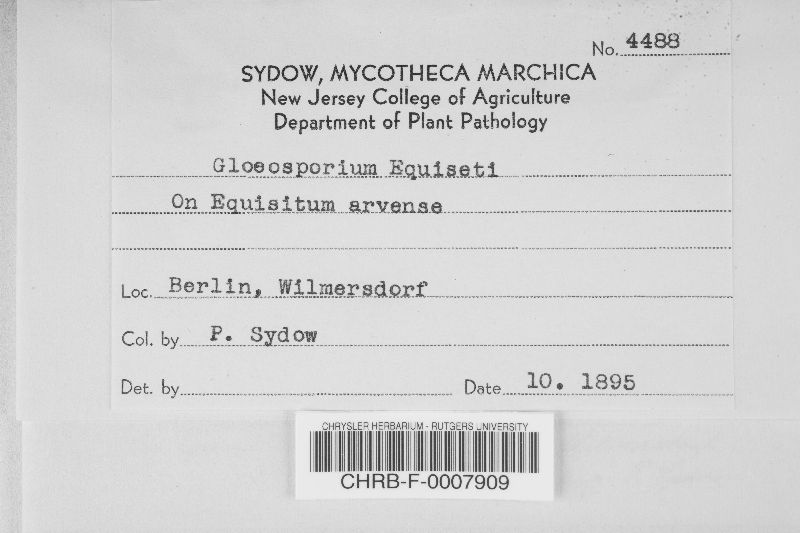 No. 4488
SYDOW, MYCOTHECA MARCHICA
New Jersey College of Agriculture
Department of Plant Pathology
Gloeosporium Equiseti
On Equisitum arvense
Loc. Berlin, Wilmersdorf
Col. by P. Sydow
Det. by Date 10. 1895
CHRYSLER HERBARIUM - RUTGERS UNIVERSITY
CHRB-F-0007909